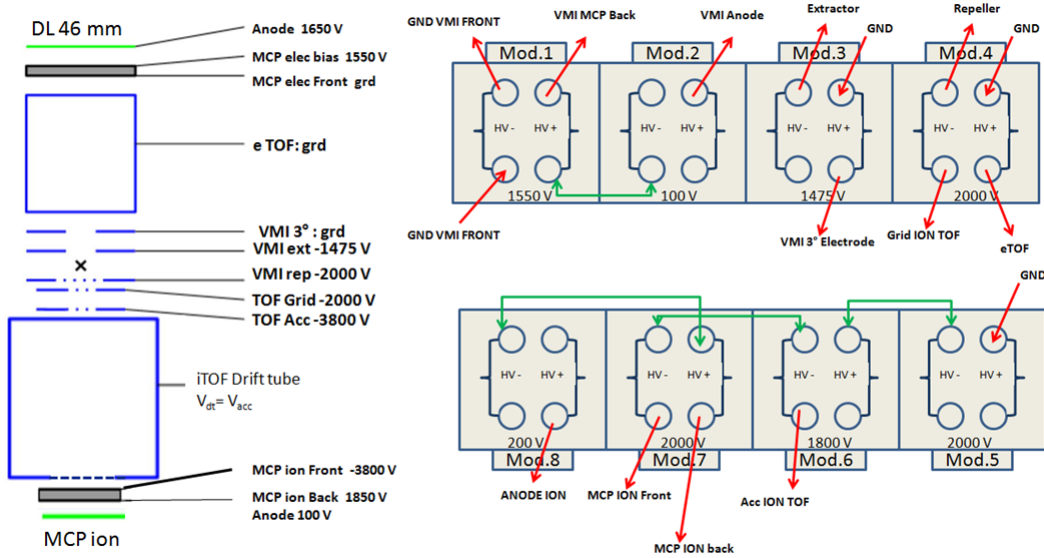 DL 46 mm
Anode 1650 V
MCP elec bias 1550 V
MCP elec Front grd
e TOF: grd
VMI 3° : grd
VMI ext -1475 V
VMI rep -2000 V
TOF Grid -2000 V
TOF Acc -3800 V
iTOF Drift tube
Vdt= Vacc
MCP ion Front -3800 V
MCP ion Back 1850 V
Anode 100 V
MCP ion
GND VMI FRONT
VMI MCP Back
VMI Anode
Extractor
GND
Repeller
GND
Mod.1
Mod.2
Mod.3
Mod.4
HV -
HV +
HV -
HV +
HV -
HV +
HV -
HV +
1550 V
100 V
1475 V
2000 V
GND VMI FRONT
VMI 3° Electrode
Grid ION TOF
eTOF
GND
HV -
HV +
HV -
HV +
HV -
HV +
HV -
HV +
200 V
2000 V
1800 V
2000 V
Mod.8
Mod.7
Mod.6
Mod.5
ANODE ION
MCP ION Front
Acc ION TOF
MCP ION back